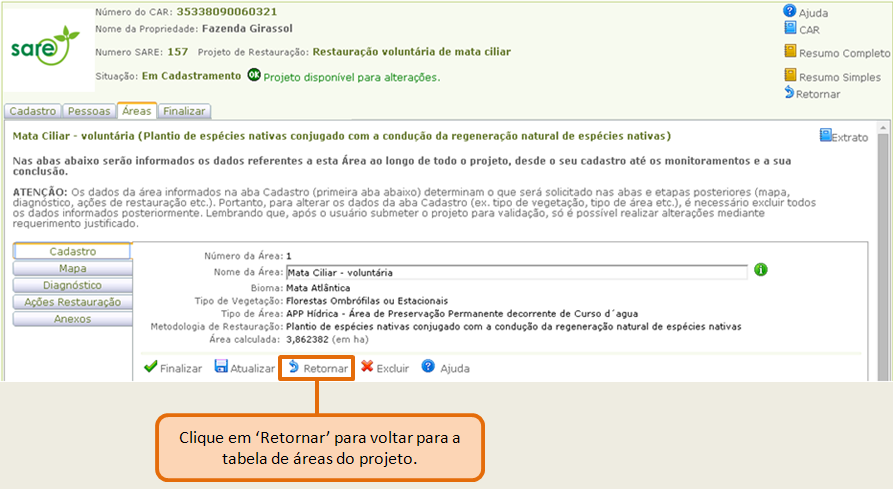 sare
Número do CAR: 35338090060321
Nome da Propriedade: Fazenda Girassol
Numero SARE: 157 Projeto de Restauração: Restauração voluntária de mata ciliar
Situação: Em Cadastramento OK Projeto disponível para alterações.
Ajuda
CAR
Resumo Completo
Resumo Simples
Retornar
Cadastro Pessoas Áreas Finalizar
Mata Ciliar - voluntária (Plantio de espécies nativas conjugado com a condução da regeneração natural de espécies nativas)
Extrato
Nas abas abaixo serão informados os dados referentes a esta Área ao longo de todo o projeto, desde o seu cadastro até os monitoramentos e a sua
conclusão.
ATENÇÃO: Os dados da área informados na aba Cadastro (primeira aba abaixo) determinam o que será solicitado nas abas e etapas posteriores (mapa,
diagnóstico, ações de restauração etc.). Portanto, para alterar os dados da aba Cadastro (ex. tipo de vegetação, tipo de área etc.), é necessário excluir todos
os dados informados posteriormente. Lembrando que, após o usuário submeter o projeto para validação, só é possível realizar alterações mediante
requerimento justificado.
Cadastro
Mapa
Diagnóstico
Ações Restauração
Anexos
Número da Área: 1
Nome da Área: Mata Ciliar - voluntária
Bioma: Mata Atlântica
Tipo de Vegetação: Florestas Ombrófilas ou Estacionais
Tipo de Área: APP Hídrica - Área de Preservação Permanente decorrente de Curso d´agua
Metodologia de Restauração: Plantio de espécies nativas conjugado com a condução da regeneração natural de espécies nativas
Área calculada: 3,862382 (em ha)
Finalizar Atualizar Retornar Excluir Ajuda
Clique em ‘Retornar’ para voltar para a
tabela de áreas do projeto.